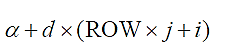 α + d × (ROW × j + i)